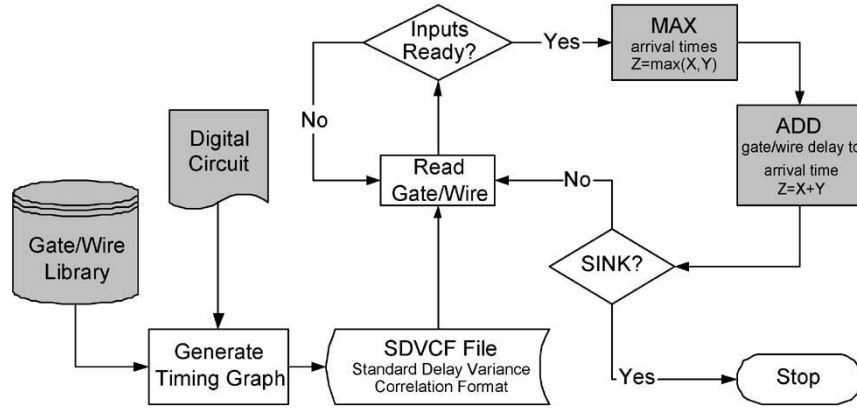 Inputs
Ready?
Yes
MAX
arrival times
Z=max(X,Y)
No
Digital
Circuit
ADD
gate/wire delay to
arrival time
Z=X+Y
Read
Gate/Wire
No
Gate/Wire
Library
SINK?
Generate
Timing Graph
SDVCF File
Standard Delay Variance
Correlation Format
Yes
Stop